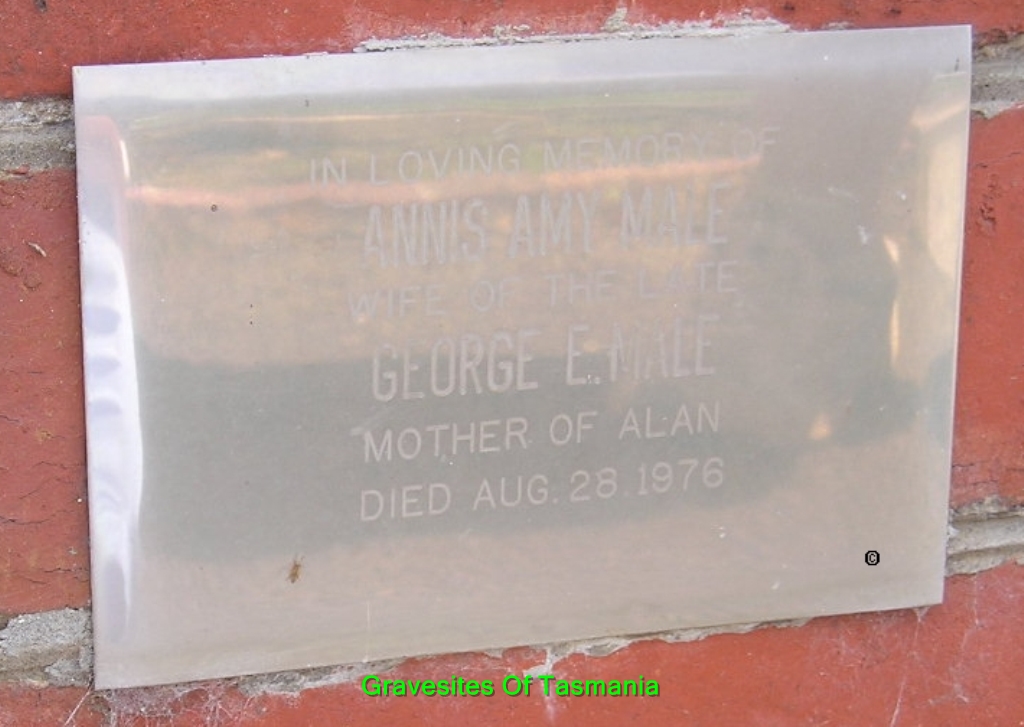 IN LOVING MEMORY OF
ANNIS AMY MALE
WIFE OF THE LATE
GEORGE E. MALE
MOTHER OF ALAN
DIED AUG. 28. 1976
©
Gravesites Of Tasmania